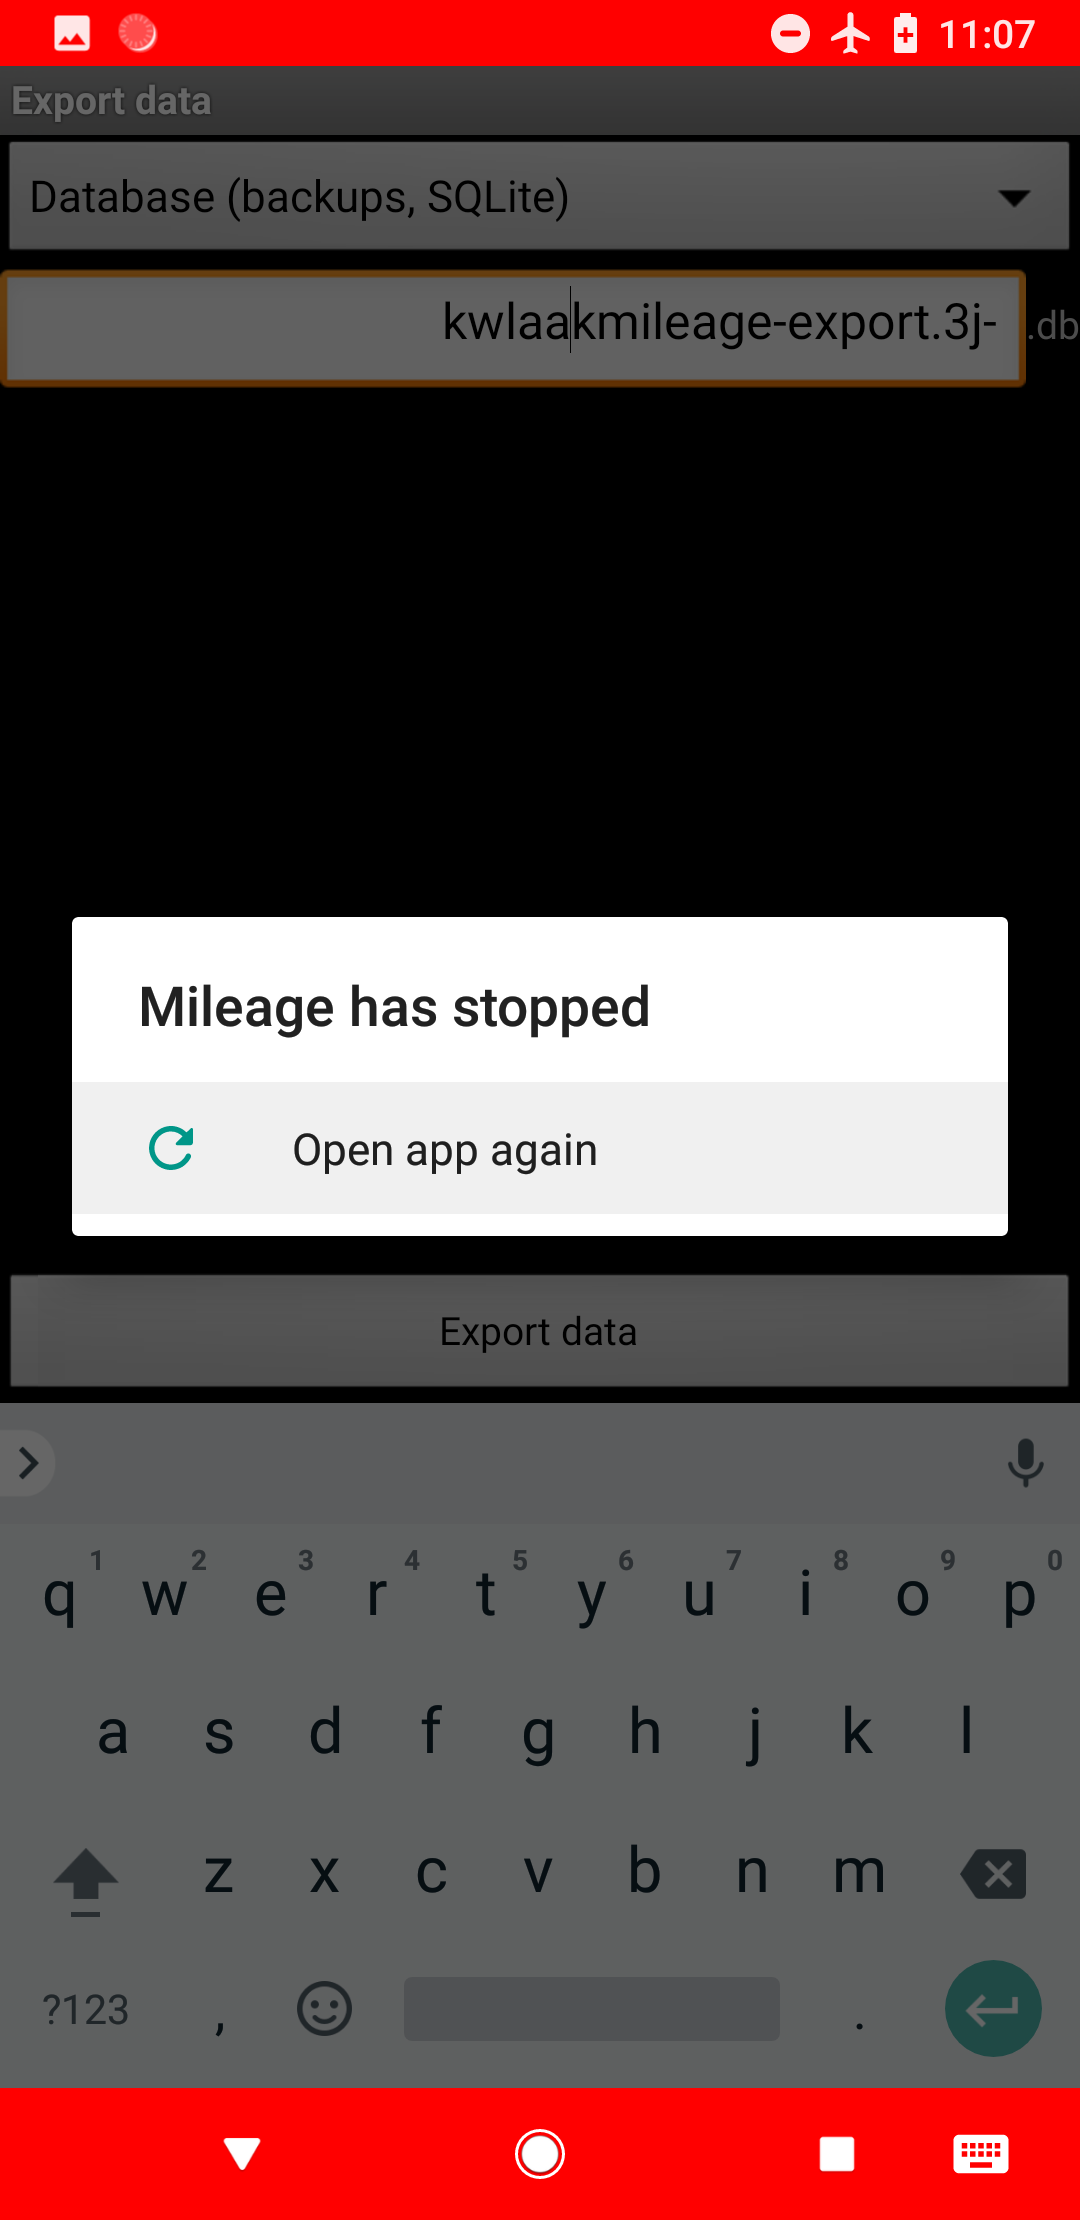 11:07
Export data
Database (backups, SQLite)
kwlaakmileage-export.3j- .db
Mileage has stopped
Open app again
Export data
1 2 3 4 5 6 7 8 9 0
q w e r t y u i o p
a s d f g h j k l
z x c v b n m
?123 , .